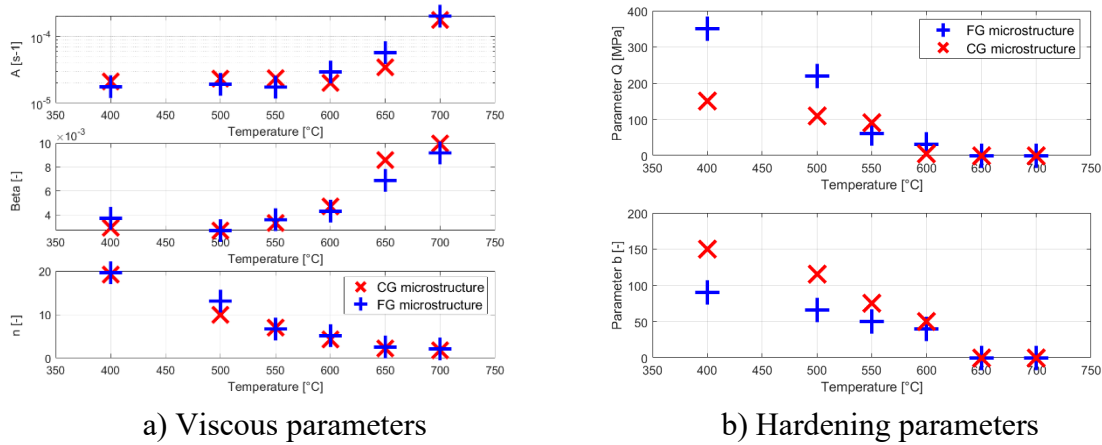 A [s-1]
10-4
10-5
350 400 450 500 550 600 650 700 750
Temperature [°C]
×10-3
Beta [-]
10
8
6
4
350 400 450 500 550 600 650 700 750
Temperature [°C]
n [-]
20
10
0
350 400 450 500 550 600 650 700 750
Temperature [°C]
CG microstructure
FG microstructure
a) Viscous parameters
Parameter Q [MPa]
400
300
200
100
0
350 400 450 500 550 600 650 700 750
Temperature [°C]
FG microstructure
CG microstructure
Parameter b [-]
200
150
100
50
0
350 400 450 500 550 600 650 700 750
Temperature [°C]
b) Hardening parameters